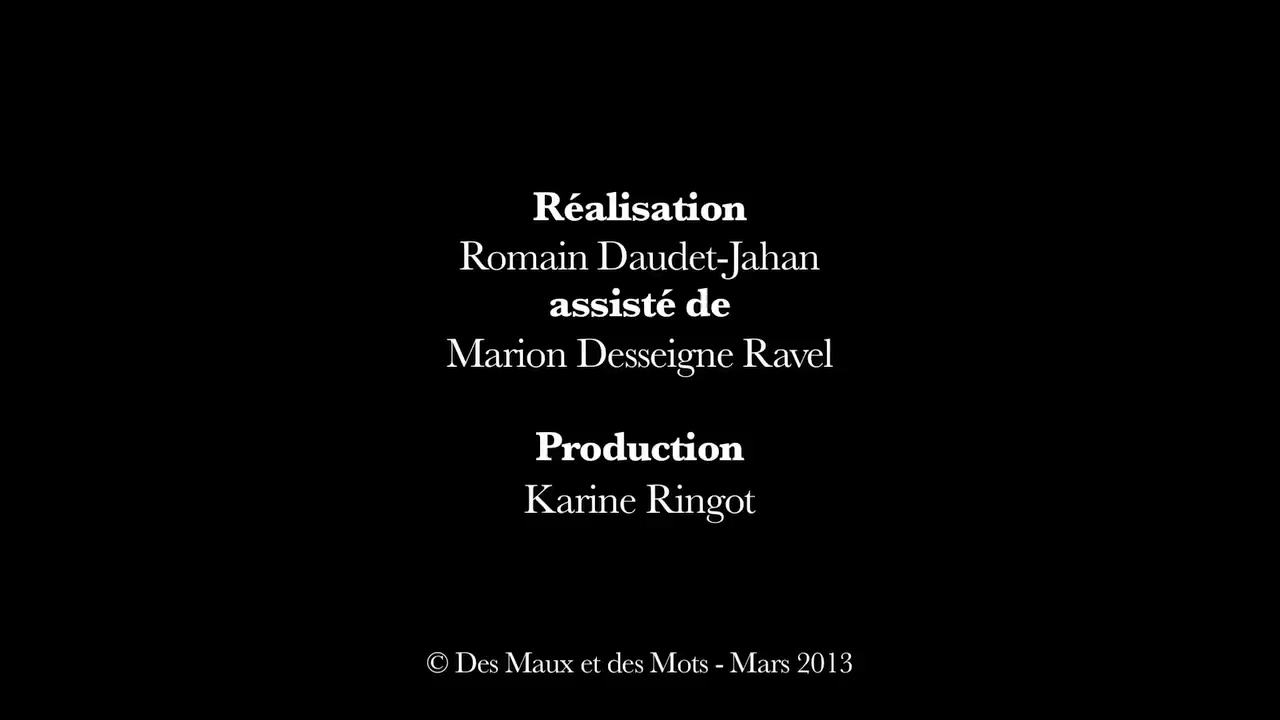 Réalisation
Romain Daudet-Jahan
assisté de
Marion Desseigne Ravel
Production
Karine Ringot
© Des Maux et des Mots - Mars 2013